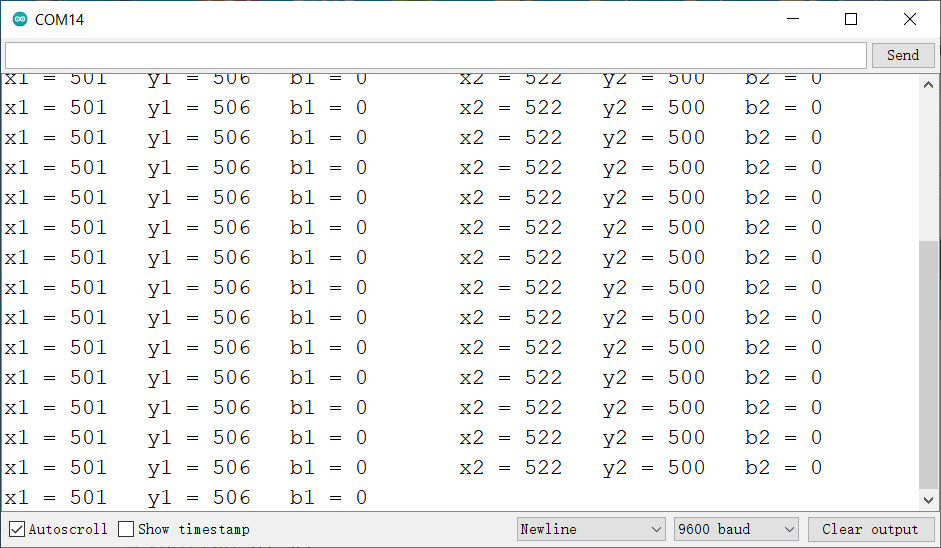 COM14
Send
x1 = 501 y1 = 506 b1 = 0 x2 = 522 y2 = 500 b2 = 0
x1 = 501 y1 = 506 b1 = 0 x2 = 522 y2 = 500 b2 = 0
x1 = 501 y1 = 506 b1 = 0 x2 = 522 y2 = 500 b2 = 0
x1 = 501 y1 = 506 b1 = 0 x2 = 522 y2 = 500 b2 = 0
x1 = 501 y1 = 506 b1 = 0 x2 = 522 y2 = 500 b2 = 0
x1 = 501 y1 = 506 b1 = 0 x2 = 522 y2 = 500 b2 = 0
x1 = 501 y1 = 506 b1 = 0 x2 = 522 y2 = 500 b2 = 0
x1 = 501 y1 = 506 b1 = 0 x2 = 522 y2 = 500 b2 = 0
x1 = 501 y1 = 506 b1 = 0 x2 = 522 y2 = 500 b2 = 0
x1 = 501 y1 = 506 b1 = 0 x2 = 522 y2 = 500 b2 = 0
x1 = 501 y1 = 506 b1 = 0 x2 = 522 y2 = 500 b2 = 0
x1 = 501 y1 = 506 b1 = 0 x2 = 522 y2 = 500 b2 = 0
x1 = 501 y1 = 506 b1 = 0 x2 = 522 y2 = 500 b2 = 0
x1 = 501 y1 = 506 b1 = 0 x2 = 522 y2 = 500 b2 = 0
x1 = 501 y1 = 506 b1 = 0
Autoscroll Show timestamp Newline 9600 baud Clear output